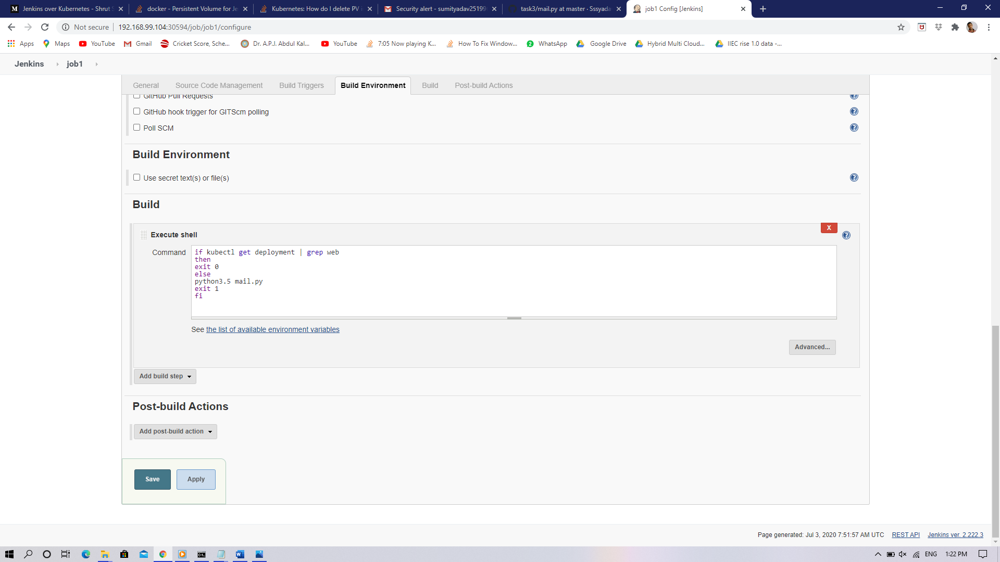 Jenkins over Kubernetes - Shrut S
docker - Persistent Volume for Je
Kubernetes: How do I delete PV i
Security alert - sumityadav25199
task3/mail.py at master · Sssyada
job1 Config [Jenkins]
Not secure
192.168.99.104:30594/job/job1/configure
Apps
Maps
YouTube
Gmail
Cricket Score, Sche...
Dr. A.P.J. Abdul Kal...
YouTube
7:05 Now playing K...
How To Fix Window...
WhatsApp
Google Drive
Hybrid Multi Cloud...
IIEC rise 1.0 data -...
Jenkins
job1
General
Source Code Management
Build Triggers
Build Environment
Build
Post-build Actions
GitHub Pull Requests
GitHub hook trigger for GITScm polling
Poll SCM
Build Environment
Use secret text(s) or file(s)
Build
X
Execute shell
Command
if kubectl get deployment | grep web
then
exit 0
else
python3.5 mail.py
exit 1
fi
See the list of available environment variables
Advanced...
Add build step
Post-build Actions
Add post-build action
Save
Apply
Page generated: Jul 3, 2020 7:51:57 AM UTC
REST API
Jenkins ver. 2.222.3
ENG
1:22 PM